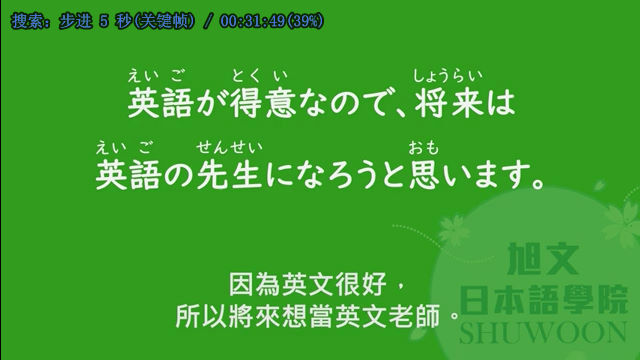 搜索: 步进 5 秒(关键帧) / 00:31:49(39%)
えい ご とく い しょうらい
英語が得意なので、将来は
えい ご せんせい おも
英語の先生になろうと思います。
因為英文很好，
所以將來想當英文老師。
旭文
日本語學院
SHUWOON